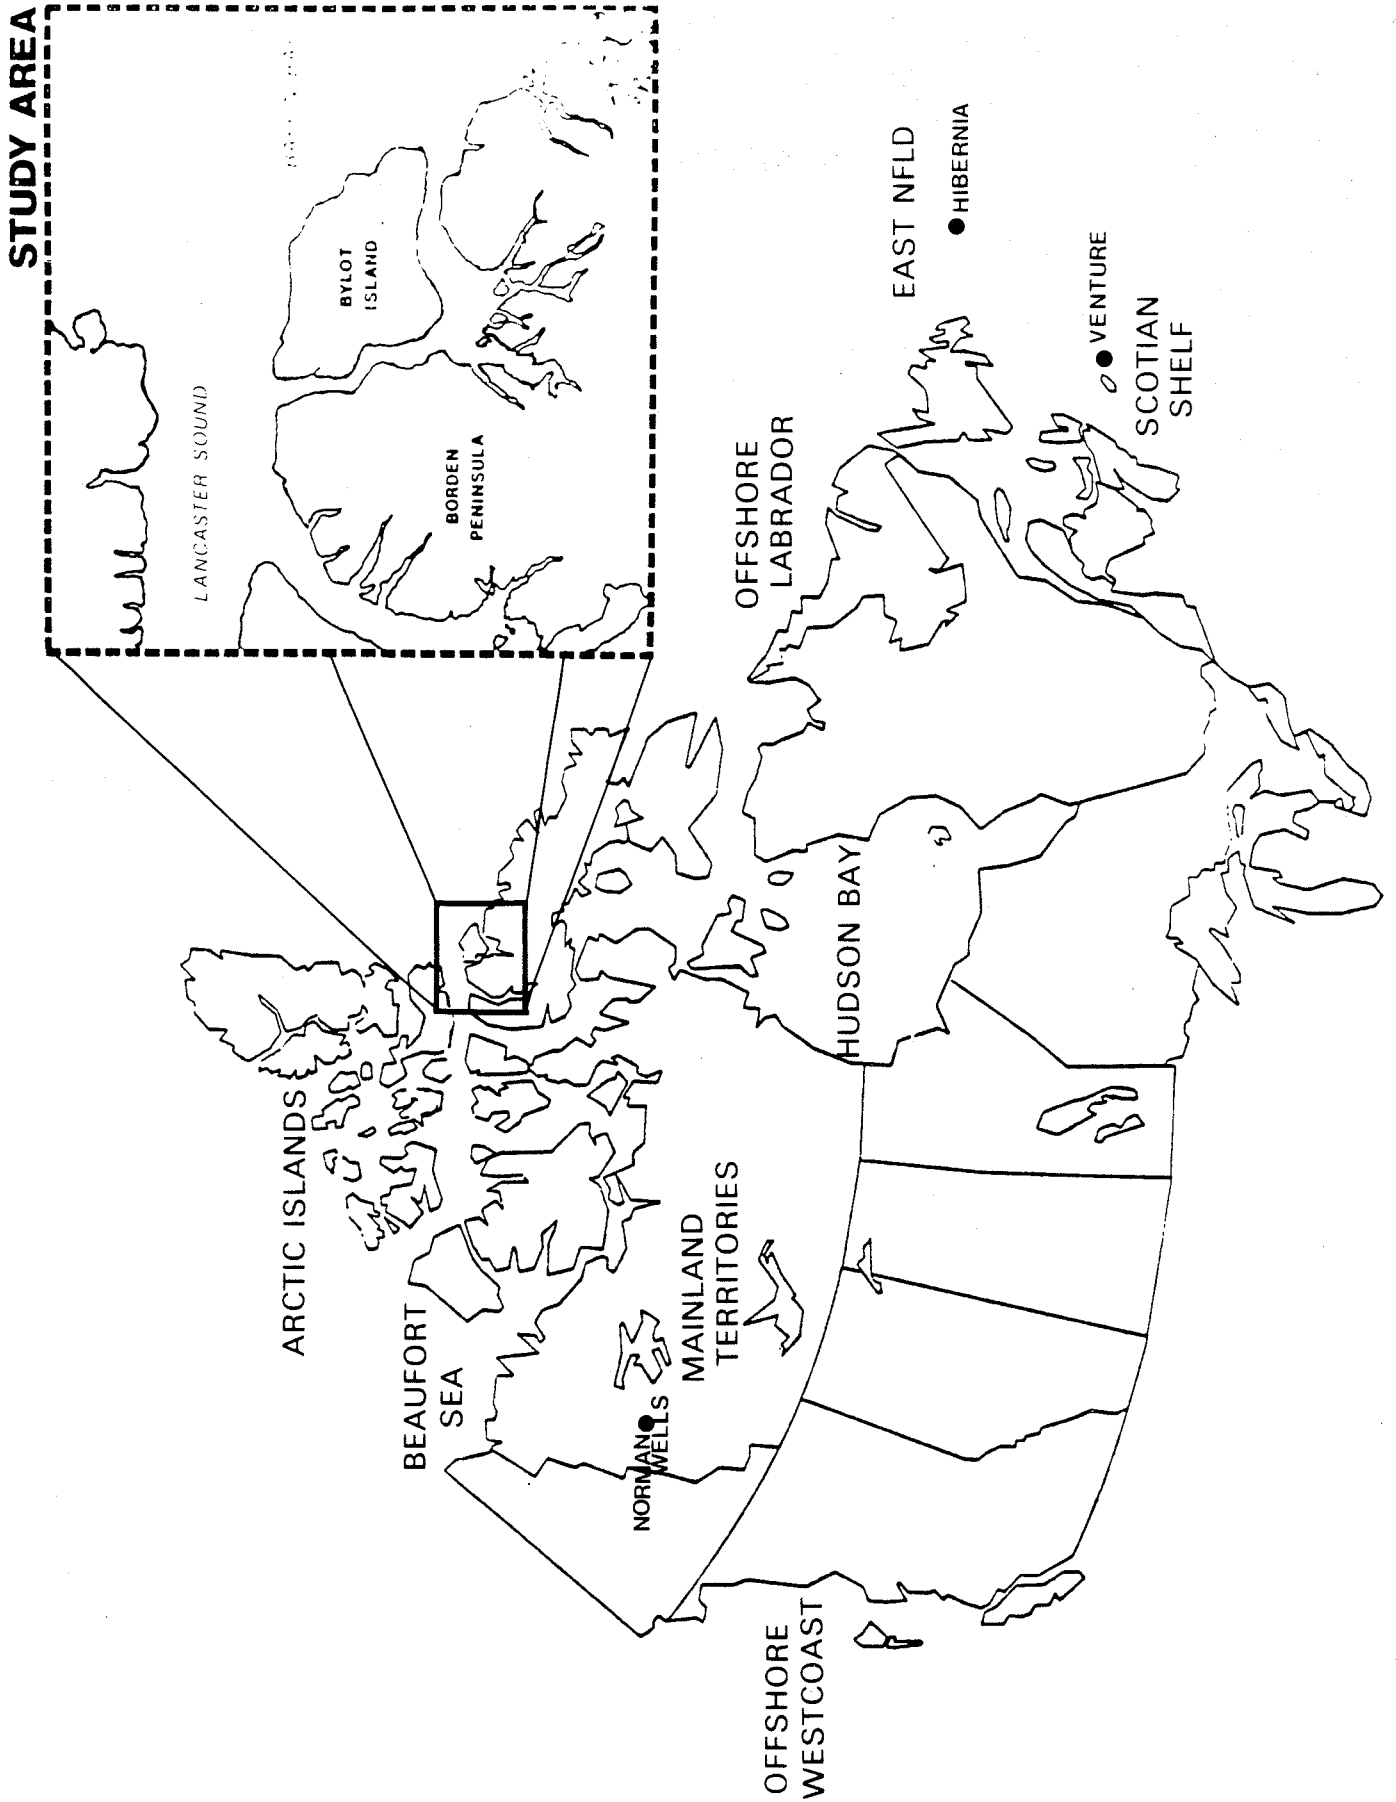 STUDY AREA
LANCASTER SOUND
BYLOT
ISLAND
BORDEN
PENINSULA
ARCTIC ISLANDS
BEAUFORT
SEA
NORMAN
WELLS
MAINLAND
TERRITORIES
HUDSON BAY
OFFSHORE
LABRADOR
EAST NFLD
HIBERNIA
VENTURE
SCOTIAN
SHELF
OFFSHORE
WESTCOAST